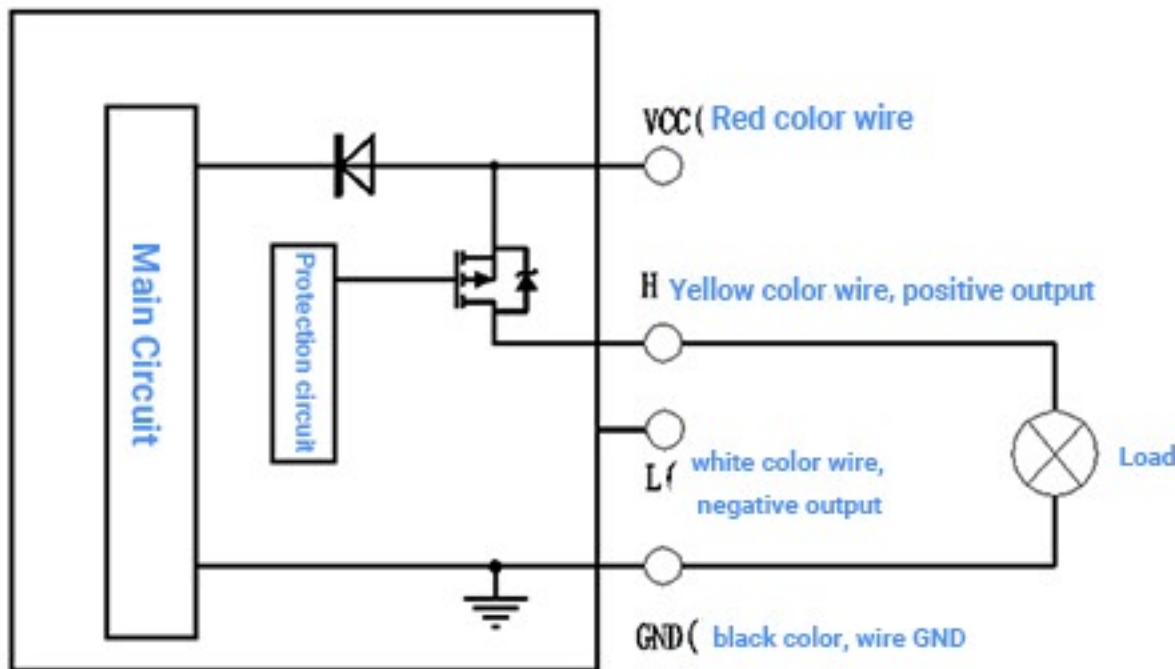 VCC( Red color wire
Main Circuit
Protection circuit
H Yellow color wire, positive output
L( white color wire,
negative output
Load
GND( black color, wire GND